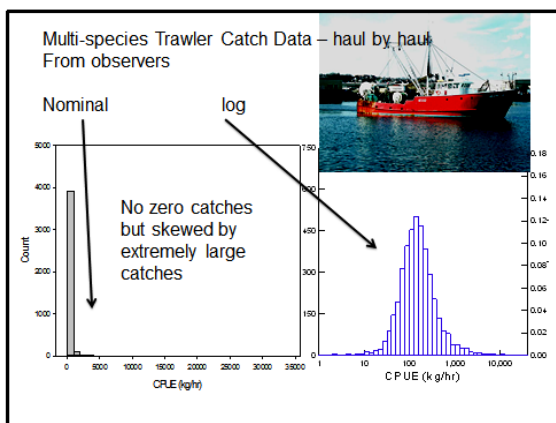 Multi-species Trawler Catch Data – haul by haul
From observers
Nominal
log
No zero catches
but skewed by
extremely large
catches
5000
4000
3000
2000
1000
0
Count
0 5000 10000 15000 20000 25000 30000 35000
CPUE (kg/hr)
750
600
450
300
150
0
0.18
0.16
0.14
0.12
0.10
0.08
0.06
0.04
0.02
0.00
1 10 100 1,000 10,000
CPUE (kg/hr)